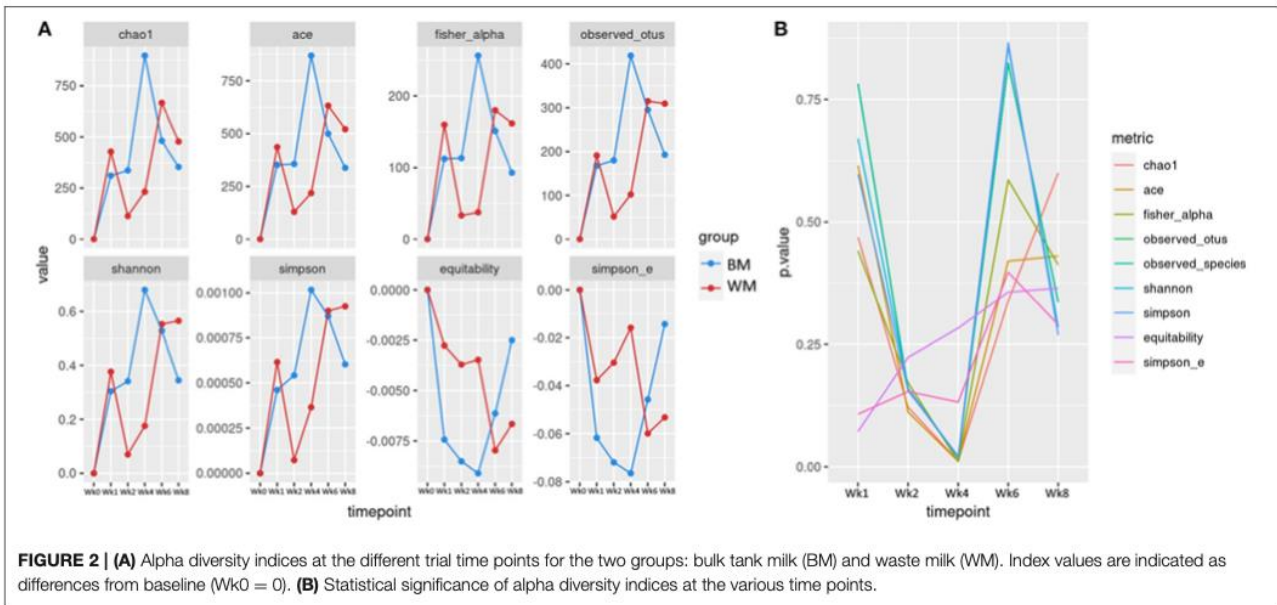 A
B
chao1
ace
fisher_alpha
observed_otus
750
500
250
0
750
500
250
0
200
100
0
400
300
200
100
0
shannon
simpson
equitability
simpson_e
0.6
0.4
0.2
0.0
0.00100
0.00075
0.00050
0.00025
0.00000
0.0000
-0.0025
-0.0050
-0.0075
0.00
-0.02
-0.04
-0.06
-0.08
Wk0 Wk1 Wk2 Wk4 Wk6 Wk8
Wk0 Wk1 Wk2 Wk4 Wk6 Wk8
Wk0 Wk1 Wk2 Wk4 Wk6 Wk8
Wk0 Wk1 Wk2 Wk4 Wk6 Wk8
value
timepoint
group
BM
WM
0.75
0.50
0.25
0.00
p.value
Wk1 Wk2 Wk4 Wk6 Wk8
timepoint
metric
chao1
ace
fisher_alpha
observed_otus
observed_species
shannon
simpson
equitability
simpson_e
FIGURE 2 | (A) Alpha diversity indices at the different trial time points for the two groups: bulk tank milk (BM) and waste milk (WM). Index values are indicated as
differences from baseline (Wk0 = 0). (B) Statistical significance of alpha diversity indices at the various time points.